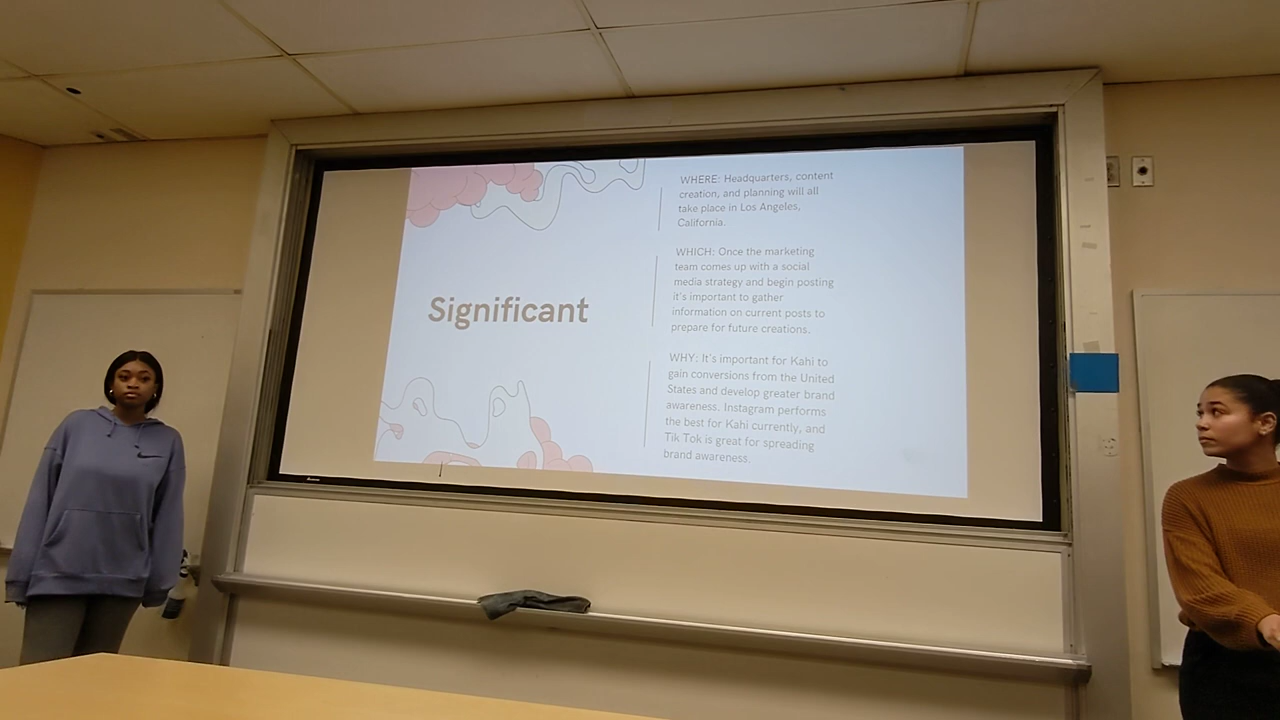 Significant
WHERE: Headquarters, content
creation, and planning will all
take place in Los Angeles,
California.
WHICH: Once the marketing
team comes up with a social
media strategy and begin posting
it's important to gather
information on current posts to
prepare for future creations.
WHY: It's important for Kahi to
gain conversions from the United
States and develop greater brand
awareness. Instagram performs
the best for Kahi currently, and
Tik Tok is great for spreading
brand awareness.